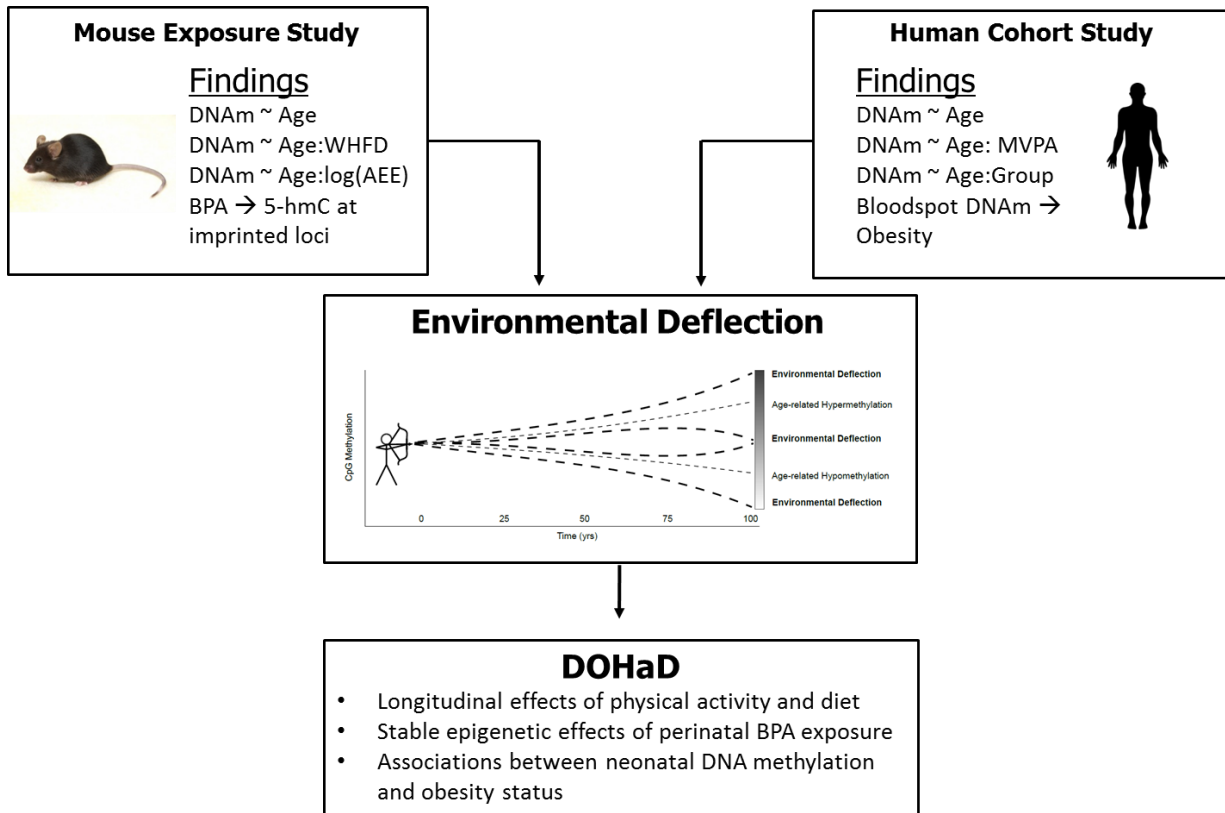 Mouse Exposure Study
Findings
DNAm ~ Age
DNAm ~ Age:WHFD
DNAm ~ Age:log(AEE)
BPA → 5-hmC at
imprinted loci
Human Cohort Study
Findings
DNAm ~ Age
DNAm ~ Age: MVPA
DNAm ~ Age:Group
Bloodspot DNAm →
Obesity
Environmental Deflection
CpG Methylation
Environmental Deflection
Age-related Hypermethylation
Environmental Deflection
Age-related Hypomethylation
Environmental Deflection
0 25 50 75 100
Time (yrs)
DOHaD
• Longitudinal effects of physical activity and diet
• Stable epigenetic effects of perinatal BPA exposure
• Associations between neonatal DNA methylation
and obesity status